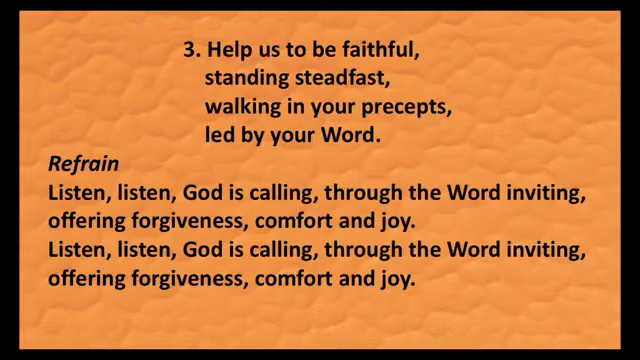 3. Help us to be faithful,
standing steadfast,
walking in your precepts,
led by your Word.
Refrain
Listen, listen, God is calling, through the Word inviting,
offering forgiveness, comfort and joy.
Listen, listen, God is calling, through the Word inviting,
offering forgiveness, comfort and joy.